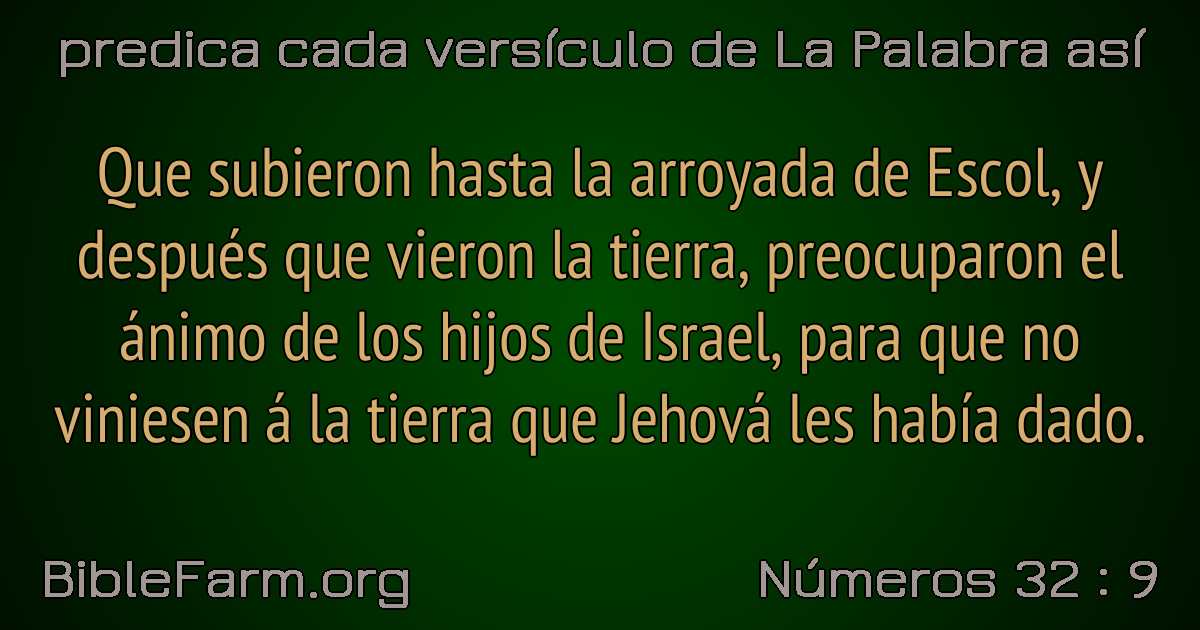 predica cada versículo de La Palabra así
Que subieron hasta la arroyada de Escol, y
después que vieron la tierra, preocuparon el
ánimo de los hijos de Israel, para que no
viniesen á la tierra que Jehová les había dado.
BibleFarm.org
Números 32 : 9